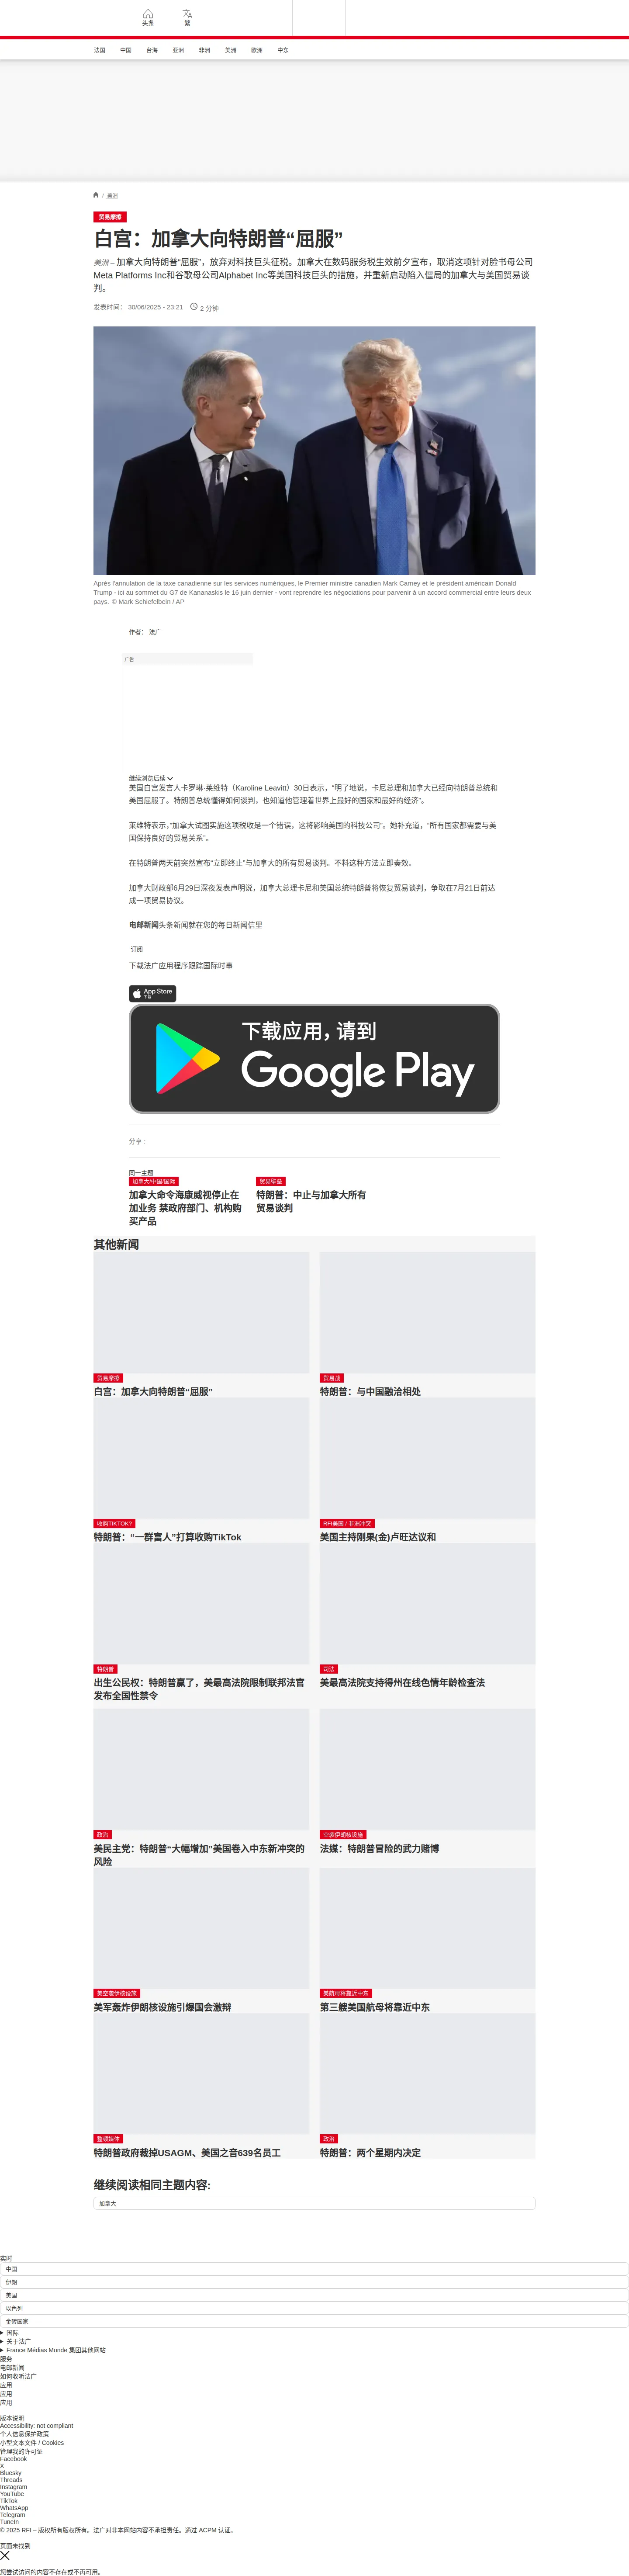 头条
繁
法国
中国
台海
亚洲
非洲
美洲
欧洲
中东
/ 美洲
贸易摩擦
白宫：加拿大向特朗普“屈服”
美洲 – 加拿大向特朗普“屈服”，放弃对科技巨头征税。加拿大在数码服务税生效前夕宣布，取消这项针对脸书母公司
Meta Platforms Inc和谷歌母公司Alphabet Inc等美国科技巨头的措施，并重新启动陷入僵局的加拿大与美国贸易谈
判。
发表时间： 30/06/2025 - 23:21
2 分钟
Après l'annulation de la taxe canadienne sur les services numériques, le Premier ministre canadien Mark Carney et le président américain Donald
Trump - ici au sommet du G7 de Kananaskis le 16 juin dernier - vont reprendre les négociations pour parvenir à un accord commercial entre leurs deux
pays. © Mark Schiefelbein / AP
作者： 法广
广告
继续浏览后续
美国白宫发言人卡罗琳·莱维特（Karoline Leavitt）30日表示，“明了地说，卡尼总理和加拿大已经向特朗普总统和
美国屈服了。特朗普总统懂得如何谈判，也知道他管理着世界上最好的国家和最好的经济”。
莱维特表示，“加拿大试图实施这项税收是一个错误，这将影响美国的科技公司”。她补充道，“所有国家都需要与美
国保持良好的贸易关系”。
在特朗普两天前突然宣布“立即终止”与加拿大的所有贸易谈判。不料这种方法立即奏效。
加拿大财政部6月29日深夜发表声明说，加拿大总理卡尼和美国总统特朗普将恢复贸易谈判，争取在7月21日前达
成一项贸易协议。
电邮新闻头条新闻就在您的每日新闻信里
订阅
下载法广应用程序跟踪国际时事
App Store
下载
下载应用，请到
Google Play
分享 :
同一主题
加拿大/中国/国际
加拿大命令海康威视停止在
加业务 禁政府部门、机构购
买产品
贸易壁垒
特朗普：中止与加拿大所有
贸易谈判
其他新闻
贸易摩擦
白宫：加拿大向特朗普“屈服”
贸易战
特朗普：与中国融洽相处
收购TIKTOK?
特朗普：“一群富人”打算收购TikTok
RFI美国 / 非洲冲突
美国主持刚果(金)卢旺达议和
特朗普
出生公民权：特朗普赢了，美最高法院限制联邦法官
发布全国性禁令
司法
美最高法院支持得州在线色情年龄检查法
政治
美民主党：特朗普“大幅增加”美国卷入中东新冲突的
风险
空袭伊朗核设施
法媒：特朗普冒险的武力赌博
美空袭伊核设施
美军轰炸伊朗核设施引爆国会激辩
美航母将靠近中东
第三艘美国航母将靠近中东
整顿媒体
特朗普政府裁掉USAGM、美国之音639名员工
政治
特朗普：两个星期内决定
继续阅读相同主题内容:
加拿大
实时
中国
伊朗
美国
以色列
金砖国家
国际
关于法广
France Médias Monde 集团其他网站
服务
电邮新闻
如何收听法广
应用
应用
应用
版本说明
Accessibility: not compliant
个人信息保护政策
小型文本文件 / Cookies
管理我的许可证
Facebook
X
Bluesky
Threads
Instagram
YouTube
TikTok
WhatsApp
Telegram
TuneIn
© 2025 RFI – 版权所有版权所有。法广对非本网站内容不承担责任。通过 ACPM 认证。
页面未找到
您尝试访问的内容不存在或不再可用。